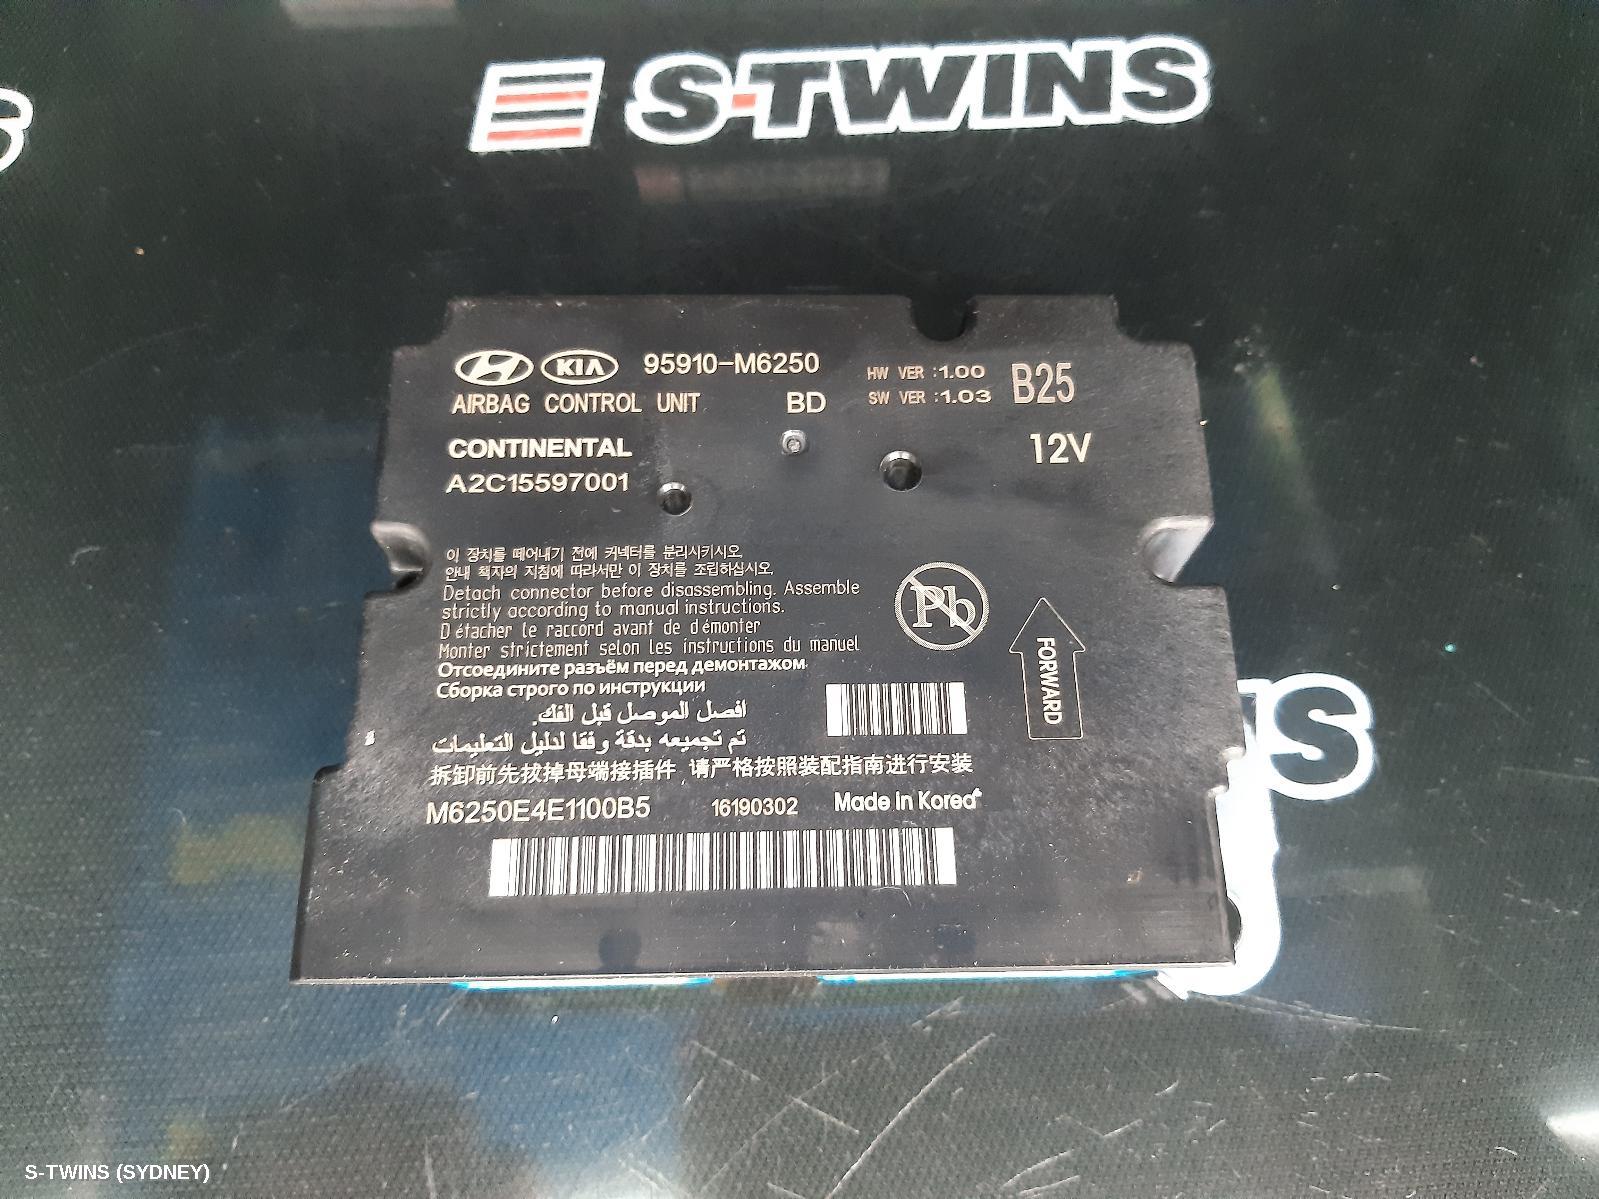 S-TWINS
KIA 95910-M6250
HW VER :1.00
B25
AIRBAG CONTROL UNIT
BD
SW VER :1.03
CONTINENTAL
12V
A2C15597001
이 장치를 떼어내기 전에 커넥터를 분리시키시오.
안내 책자의 지침에 따라서만 이 장치를 조립하십시오.
Detach connector before disassembling. Assemble
strictly according to manual instructions.
Détacher le raccord avant de démonter
Monter strictement selon les instructions du manuel
Отсоедините разъём перед демонтажом.
Сборка строго по инструкции
افصل الموصل قبل الفك.
تم تجميعه بدقة وفقا لدليل التعليمات
拆卸前先拔掉母端接插件, 请严格按照装配指南进行安装
Pb
FORWARD
M6250E4E1100B5
16190302
Made in Korea
NS
S
S-TWINS (SYDNEY)